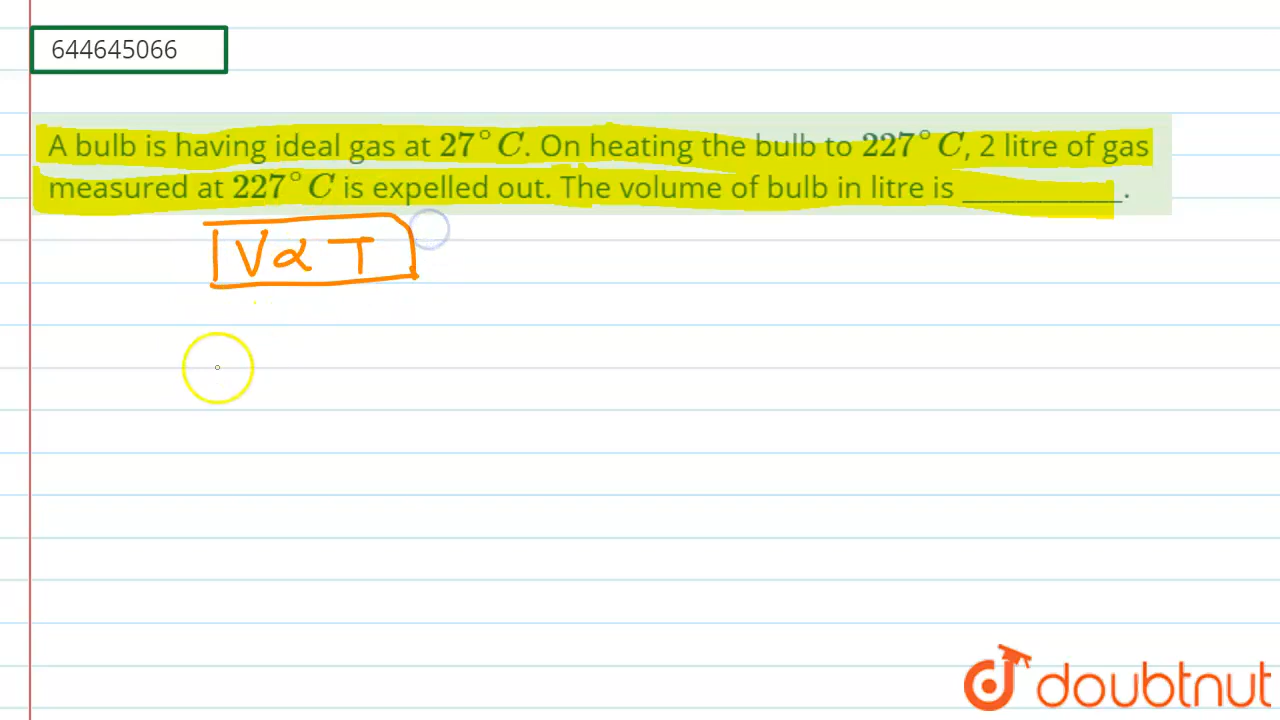 644645066
A bulb is having ideal gas at 27°C. On heating the bulb to 227°C, 2 litre of gas
measured at 227°C is expelled out. The volume of bulb in litre is ____________.
V∝T
doubtnut